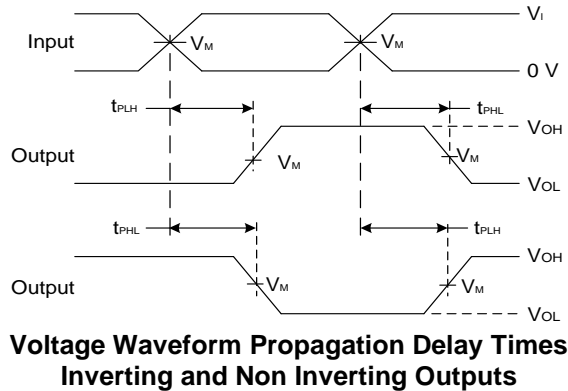 VI
Input
VM
VM
0 V
tPLH
tPHL
VOH
Output
VM
VM
VOL
tPHL
tPLH
VOH
Output
VM
VM
VOL
Voltage Waveform Propagation Delay Times
Inverting and Non Inverting Outputs